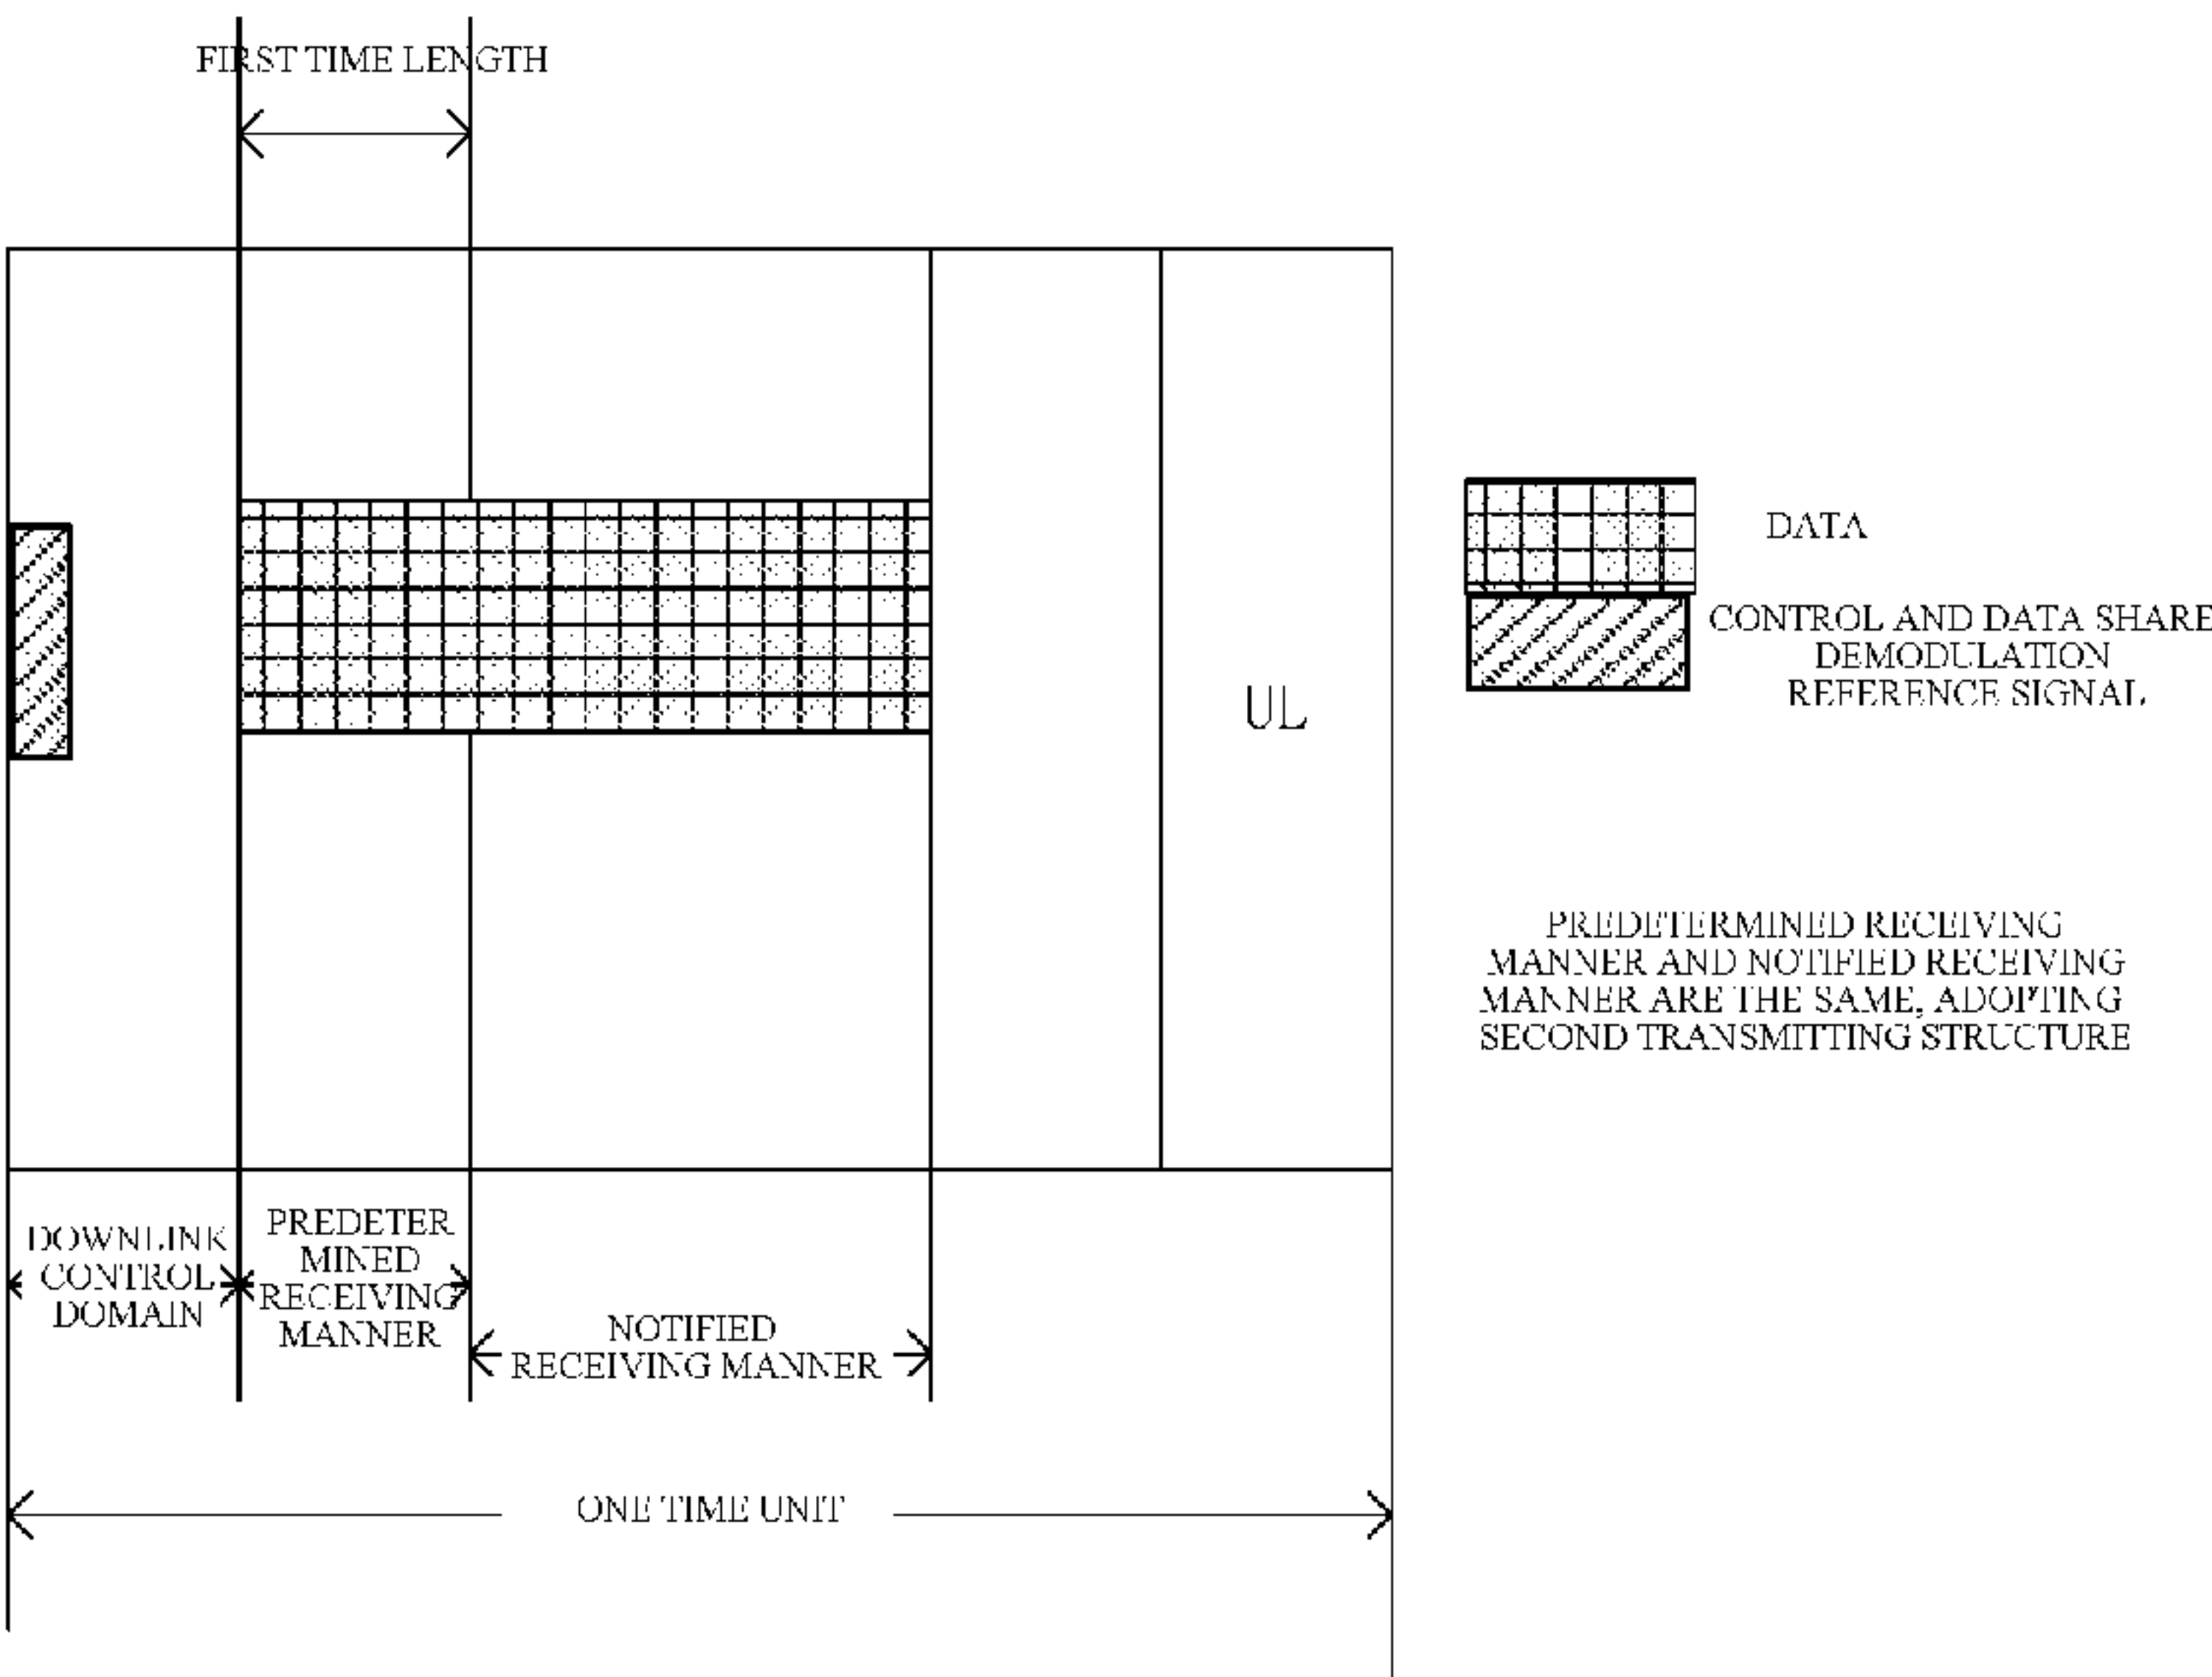 FIRST TIME LENGTH
DATA
CONTROL AND DATA SHARE
DEMODULATION
REFERENCE SIGNAL
UL
PREDETERMINED RECEIVING
MANNER AND NOTIFIED RECEIVING
MANNER ARE THE SAME, ADOPTING
SECOND TRANSMITTING STRUCTURE
DOWNLINK
CONTROL
DOMAIN
PREDETER
MINED
RECEIVING
MANNER
NOTIFIED
RECEIVING MANNER
ONE TIME UNIT